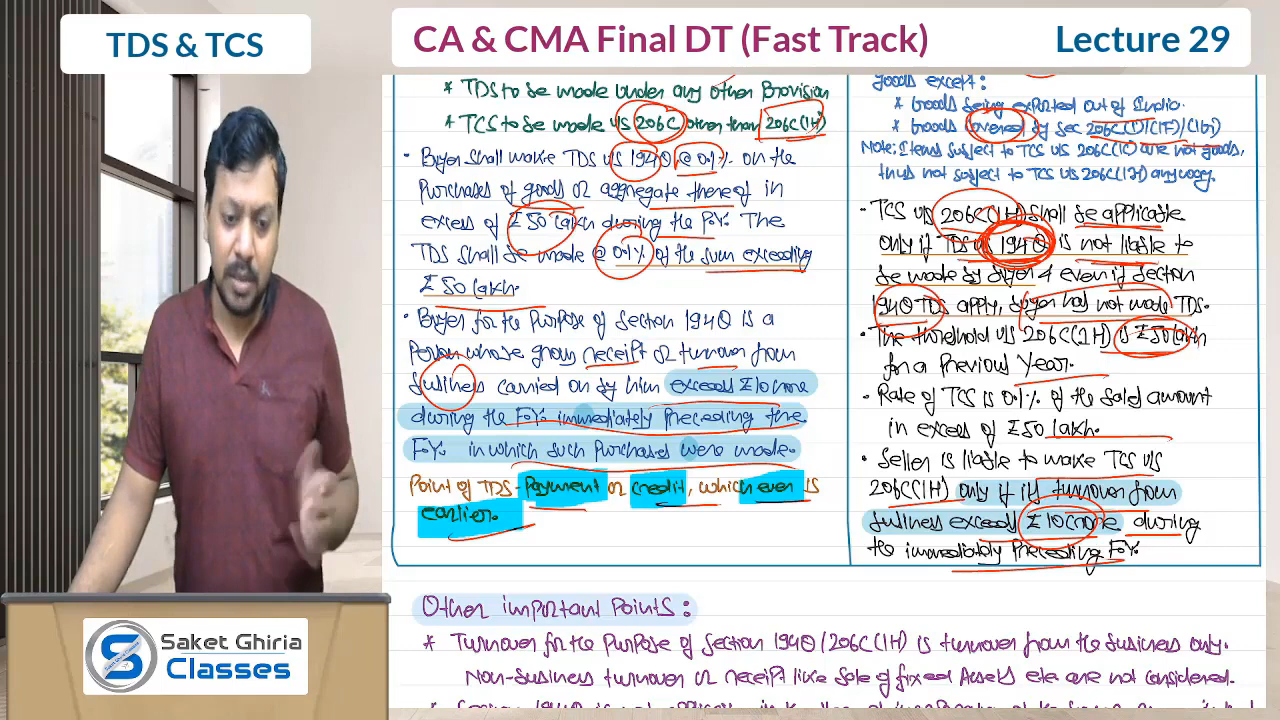 TDS & TCS
CA & CMA Final DT (Fast Track)
Lecture 29
* TDS to be made under any other Provision
* TCS to be made u/s 206C other than 206C(1H)
• Buyer shall make TDS u/s 194Q @ 0.1% on the
Purchases of goods or aggregate there of in
excess of ₹50 lakh during the F.Y. The
TDS shall be made @ 0.1% of the sum exceeding
₹50 lakh.
• Buyer for the Purpose of Section 194Q is a
Person whose gross receipt or turnover from
business carried on by him exceeds ₹10 crore
during the F.Y. immediately Preceding the
F.Y. in which such Purchases were made.
Point of TDS - Payment or credit, which ever is
earlier.
goods except:
* Goods being exported out of India.
* Goods covered by sec 206C(1)/(1F)/(1G)
Note: Items subject to TCS u/s 206C(1C) are not goods,
thus not subject to TCS u/s 206C(1H) anyway.
• TCS u/s 206C(1H) shall be applicable
only if TDS u/s 194Q is not liable to
be made by buyer & even if Section
194Q TDS apply, buyer has not made TDS.
• The threshold u/s 206C(1H) is ₹50 lakh
for a Previous Year.
• Rate of TCS is 0.1% of the sales amount
in excess of ₹50 lakh.
• Seller is liable to make TCS u/s
206C(1H) only if its turnover from
business exceeds ₹10 crore during
the immediately Preceding F.Y.
Other important Points:
* Turnover for the Purpose of Section 194Q/206C(1H) is turnover from the business only.
Non-business turnover or receipt like Sale of fixed Assets etc are not considered.
S
Saket Ghiria
Classes